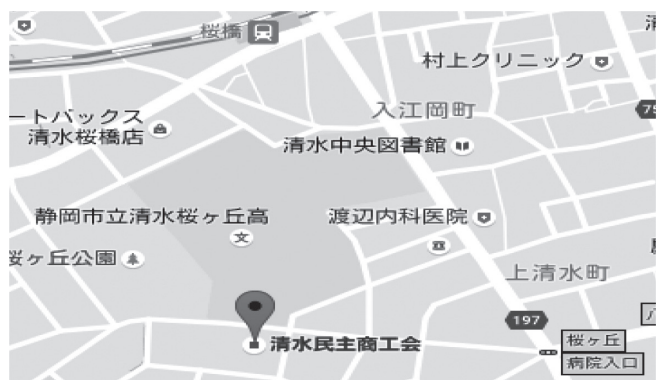 桜橋
村上クリニック
入江岡町
75
ートバックス
清水桜橋店
清水中央図書館
静岡市立清水桜ヶ丘高
文
渡辺内科医院
桜ヶ丘公園
上清水町
197
桜ヶ丘
病院入口
清水民主商工会